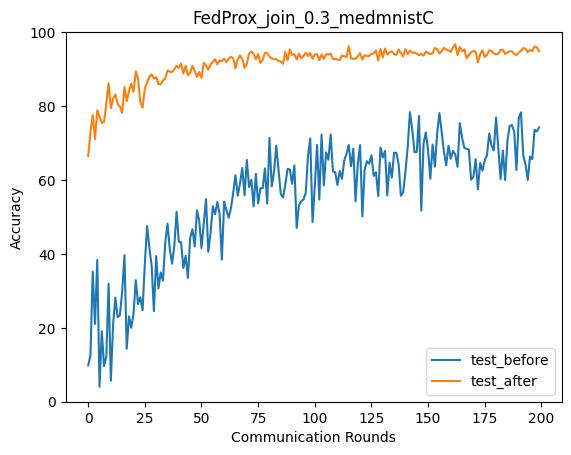 FedProx_join_0.3_medmnistC
100
80
60
40
20
0
Accuracy
0 25 50 75 100 125 150 175 200
Communication Rounds
test_before
test_after